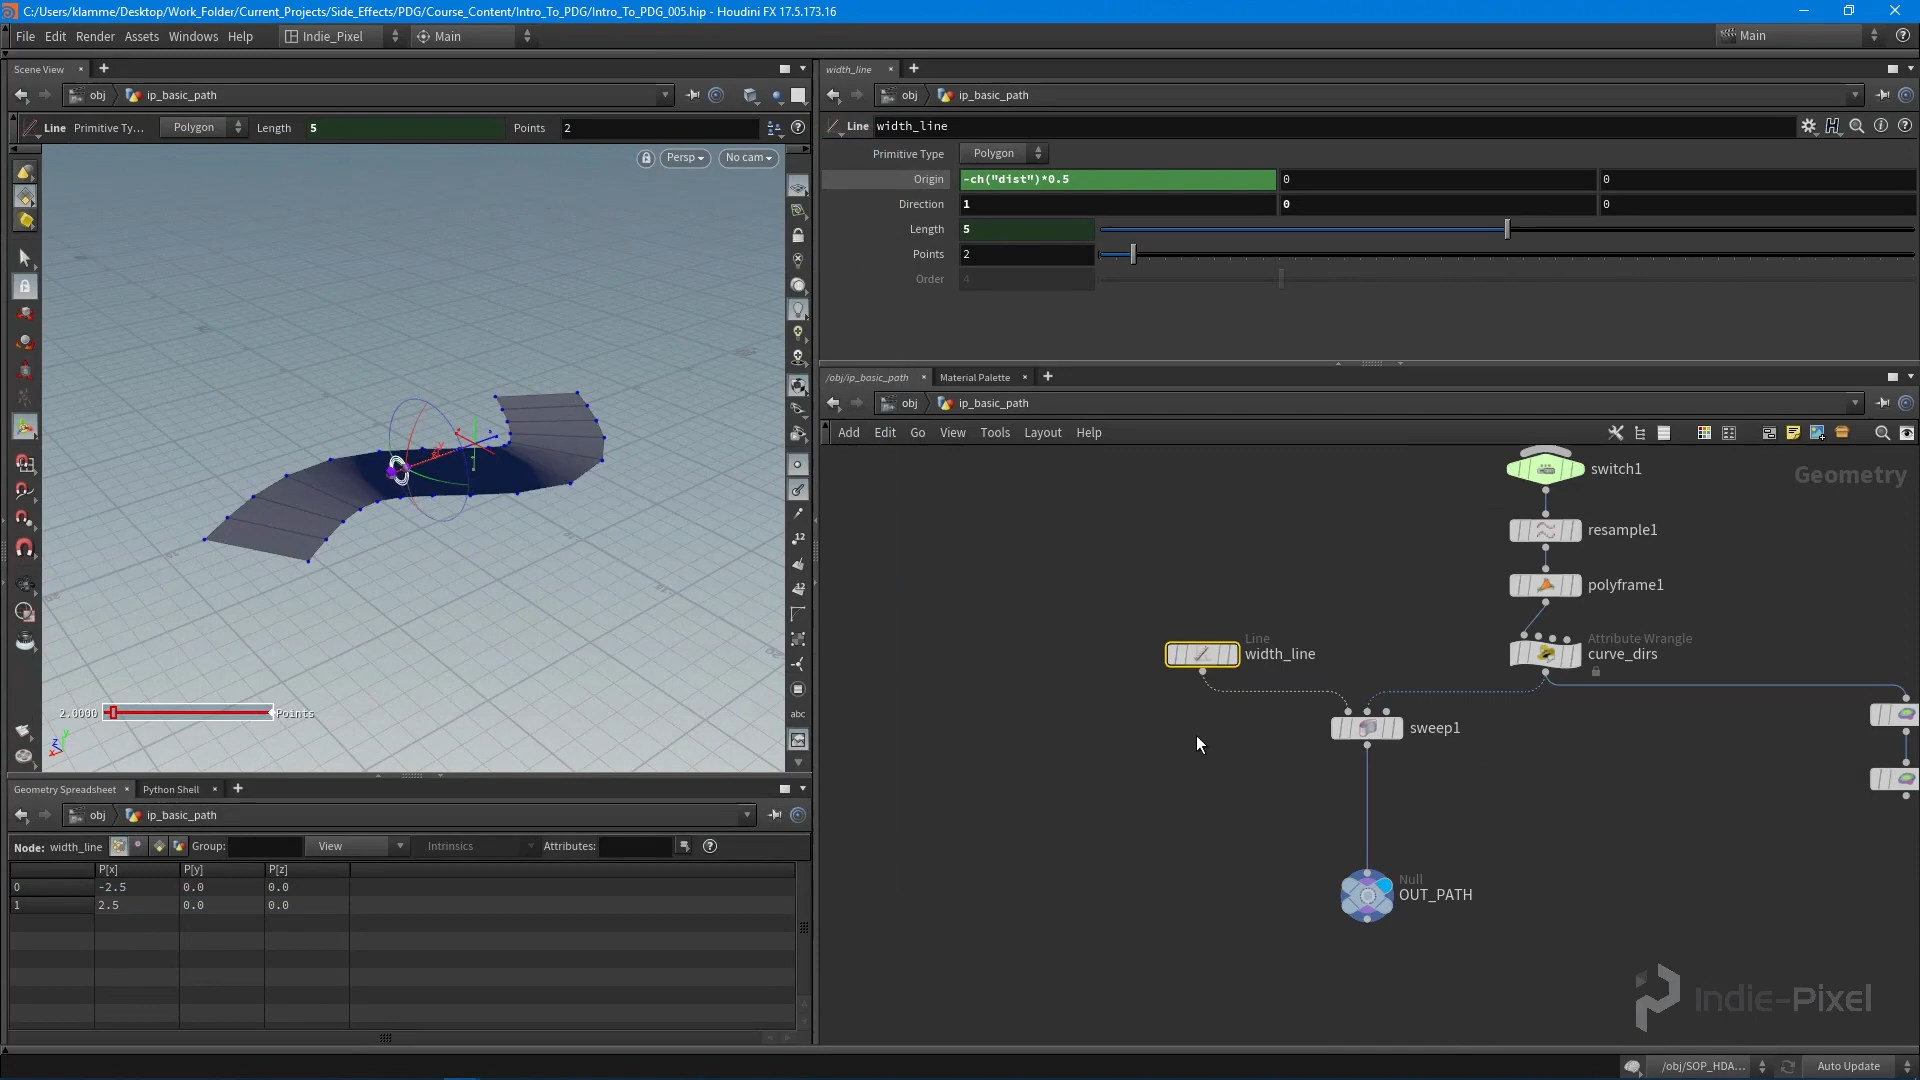 C:/Users/klamme/Desktop/Work_Folder/Current_Projects/Side_Effects/PDG/Course_Content/Intro_To_PDG/Intro_To_PDG_005.hip - Houdini FX 17.5.173.16
File Edit Render Assets Windows Help Indie_Pixel Main Main
Scene View
obj ip_basic_path
Line Primitive Ty... Polygon Length 5 Points 2
Persp No cam
2.0000 Points
Geometry Spreadsheet Python Shell
obj ip_basic_path
Node: width_line Group: View Intrinsics Attributes:
P[x] P[y] P[z]
0 -2.5 0.0 0.0
1 2.5 0.0 0.0
width_line
obj ip_basic_path
Line width_line
Primitive Type Polygon
Origin -ch("dist")*0.5 0 0
Direction 1 0 0
Length 5
Points 2
Order 4
/obj/ip_basic_path Material Palette
obj ip_basic_path
Add Edit Go View Tools Layout Help
Geometry
switch1
resample1
polyframe1
Attribute Wrangle
curve_dirs
Line
width_line
sweep1
Null
OUT_PATH
Indie-Pixel
/obj/SOP_HDA... Auto Update